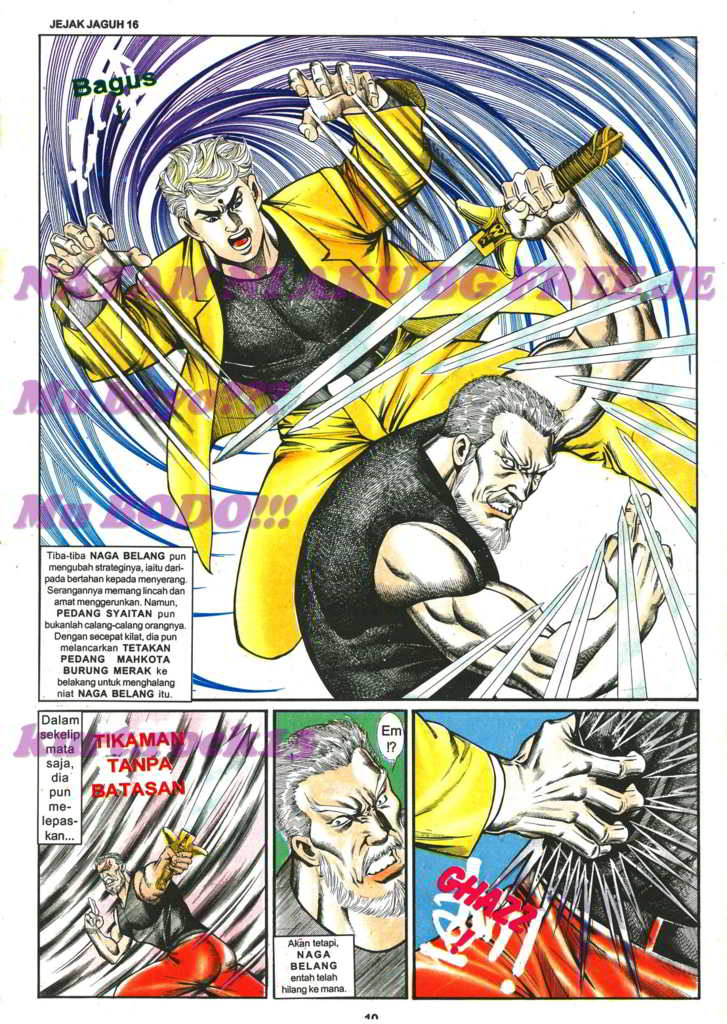 JEJAK JAGUH 16
Bagus
!
Tiba-tiba NAGA BELANG pun
mengubah strateginya, iaitu dari-
pada bertahan kepada menyerang.
Serangannya memang lincah dan
amat menggerunkan. Namun,
PEDANG SYAITAN pun
bukanlah calang-calang orangnya.
Dengan secepat kilat, dia pun
melancarkan TETAKAN
PEDANG MAHKOTA
BURUNG MERAK ke
belakang untuk menghalang
niat NAGA BELANG itu.
Mu BODO!!!
Dalam
sekelip
mata
saja,
dia
pun
me-
lepas-
kan...
TIKAMAN
TANPA
BATASAN
Em
!?
Akan tetapi,
NAGA
BELANG
entah telah
hilang ke mana.
GHAZZ
!!
10